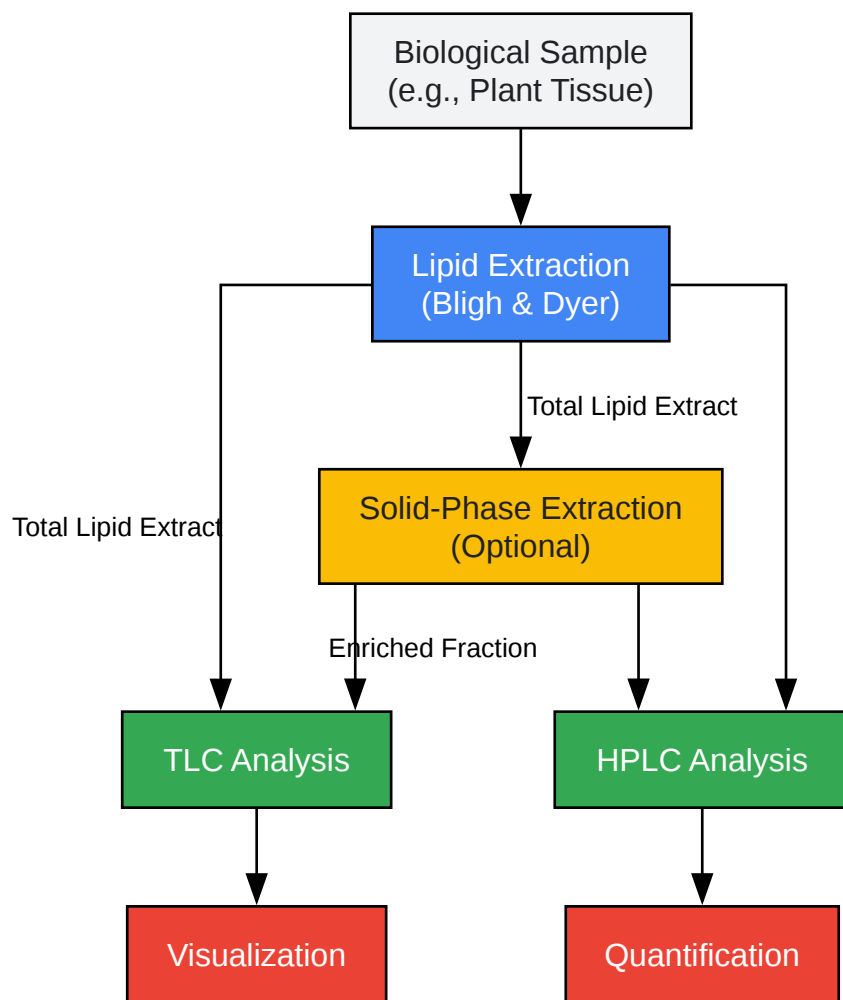 Biological Sample
(e.g., Plant Tissue)
Lipid Extraction
(Bligh & Dyer)
Total Lipid Extract
Solid-Phase Extraction
(Optional)
Total Lipid Extract
Enriched Fraction
TLC Analysis
HPLC Analysis
Visualization
Quantification